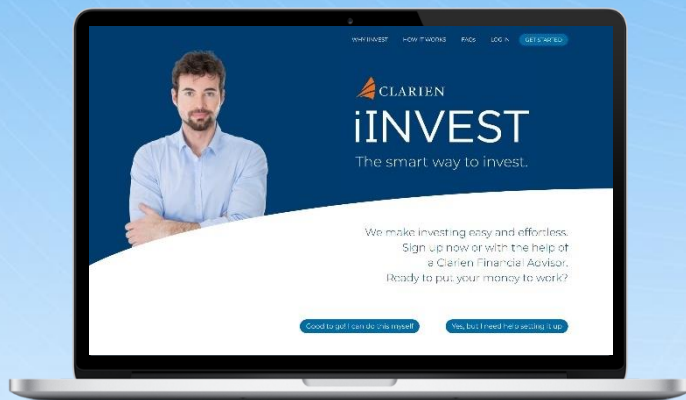 WHY IINVEST HOW IT WORKS FAQs LOG IN GET STARTED
CLARIEN
iINVEST
The smart way to invest.
We make investing easy and effortless.
Sign up now or with the help of
a Clarien Financial Advisor.
Ready to put your money to work?
Good to go! I can do this myself Yes, but I need help setting it up